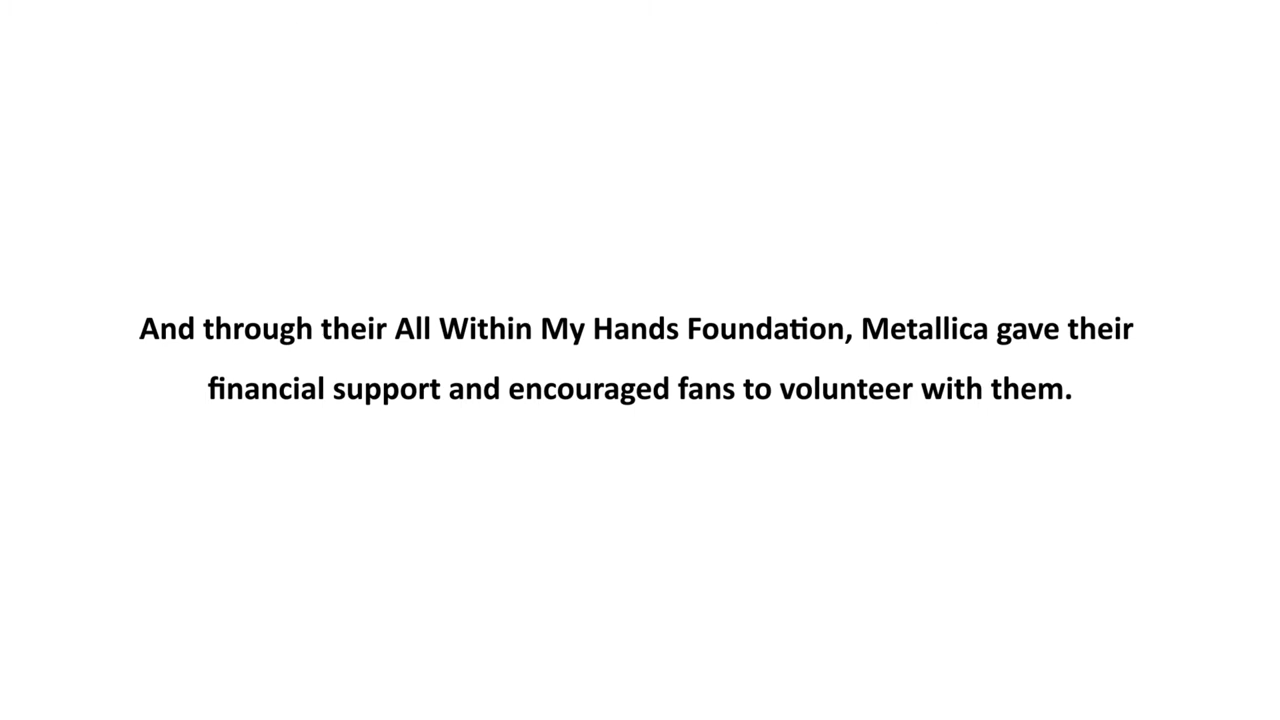 And through their All Within My Hands Foundation, Metallica gave their
financial support and encouraged fans to volunteer with them.